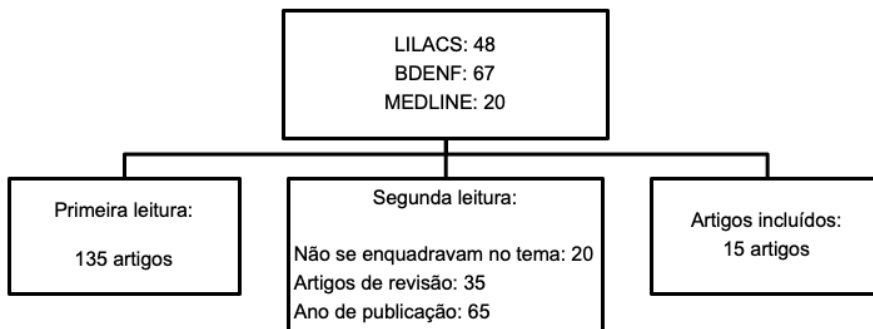 LILACS: 48
BDENF: 67
MEDLINE: 20
Primeira leitura:
135 artigos
Segunda leitura:
Não se enquadravam no tema: 20
Artigos de revisão: 35
Ano de publicação: 65
Artigos incluídos:
15 artigos